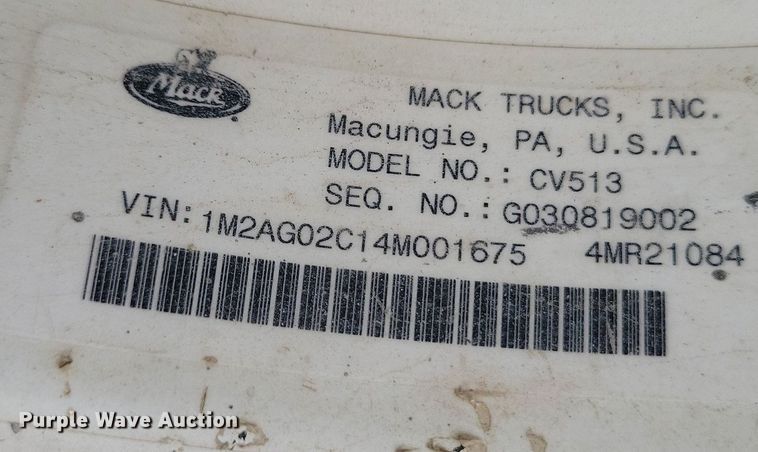 Mack
MACK TRUCKS, INC.
Macungie, PA, U.S.A.
MODEL NO.: CV513
SEQ. NO.: G030819002
VIN: 1M2AG02C14M001675 4MR21084
Purple Wave Auction